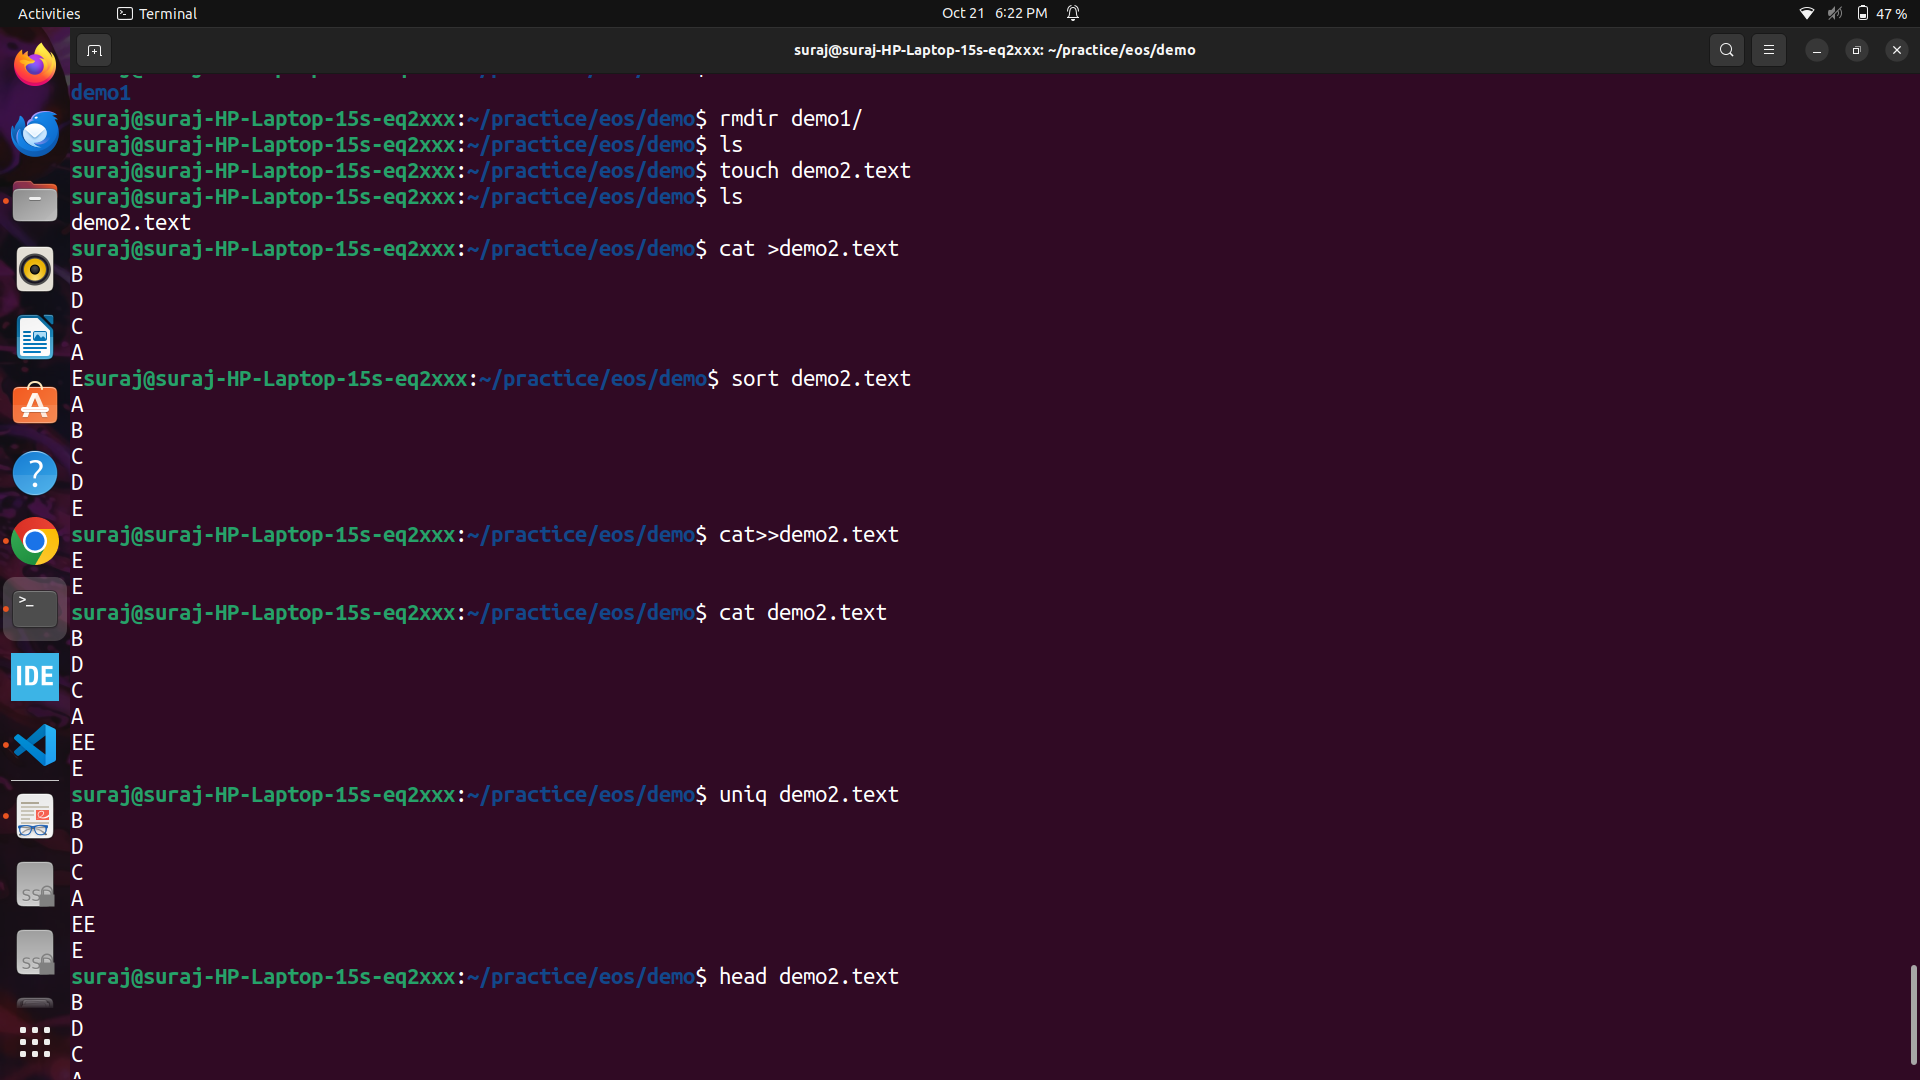 Activities
Terminal
Oct 21 6:22 PM
47 %
suraj@suraj-HP-Laptop-15s-eq2xxx: ~/practice/eos/demo
demo1
suraj@suraj-HP-Laptop-15s-eq2xxx:~/practice/eos/demo$ rmdir demo1/
suraj@suraj-HP-Laptop-15s-eq2xxx:~/practice/eos/demo$ ls
suraj@suraj-HP-Laptop-15s-eq2xxx:~/practice/eos/demo$ touch demo2.text
suraj@suraj-HP-Laptop-15s-eq2xxx:~/practice/eos/demo$ ls
demo2.text
suraj@suraj-HP-Laptop-15s-eq2xxx:~/practice/eos/demo$ cat >demo2.text
B
D
C
A
Esuraj@suraj-HP-Laptop-15s-eq2xxx:~/practice/eos/demo$ sort demo2.text
A
B
C
D
E
suraj@suraj-HP-Laptop-15s-eq2xxx:~/practice/eos/demo$ cat>>demo2.text
E
E
suraj@suraj-HP-Laptop-15s-eq2xxx:~/practice/eos/demo$ cat demo2.text
B
D
C
A
EE
E
suraj@suraj-HP-Laptop-15s-eq2xxx:~/practice/eos/demo$ uniq demo2.text
B
D
C
A
EE
E
suraj@suraj-HP-Laptop-15s-eq2xxx:~/practice/eos/demo$ head demo2.text
B
D
C
A
?
>_
IDE
SS
SS